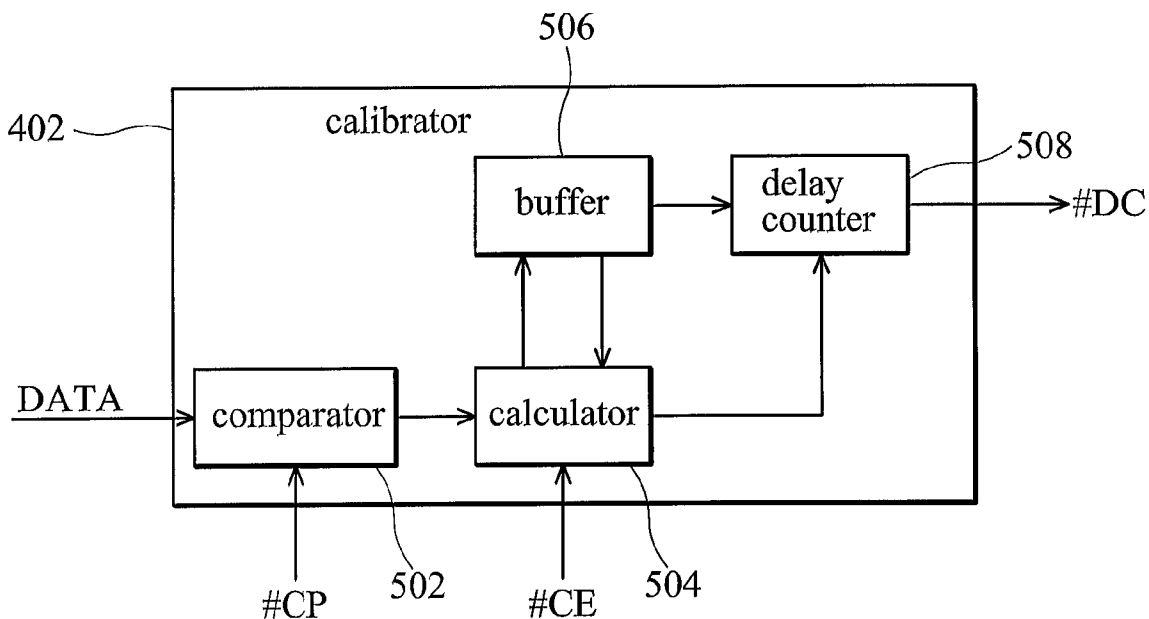 506
402
calibrator
508
buffer
delay
counter
#DC
DATA
comparator
calculator
#CP
502
#CE
504